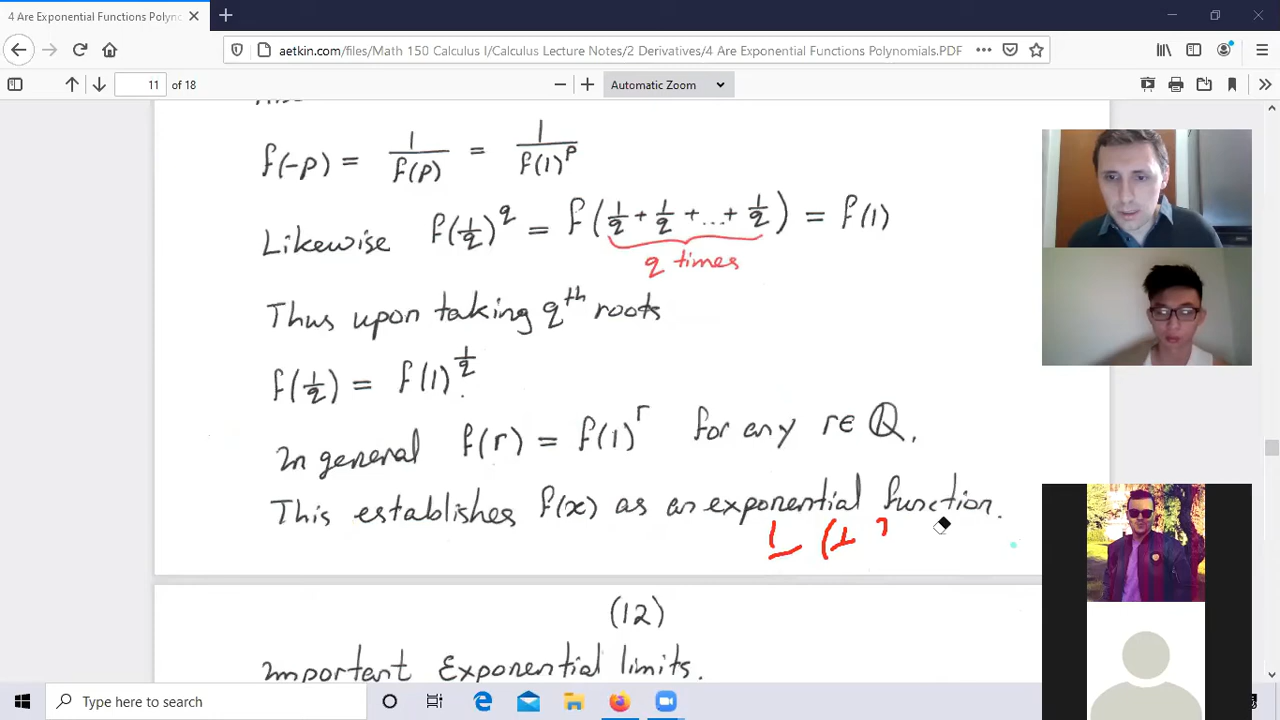 4 Are Exponential Functions Polync
aetkin.com/files/Math 150 Calculus I/Calculus Lecture Notes/2 Derivatives/4 Are Exponential Functions Polynomials.PDF
11 of 18
Automatic Zoom
f(-p) = 1/f(p) = 1/f(1)^p
Likewise f(1/q)^q = f(1/q + 1/q + ... + 1/q) = f(1)
q times
Thus upon taking q^th roots
f(1/q) = f(1)^(1/q).
In general f(r) = f(1)^r for any r ∈ ℚ.
This establishes f(x) as an exponential function.
(12)
Important Exponential limits.
Type here to search